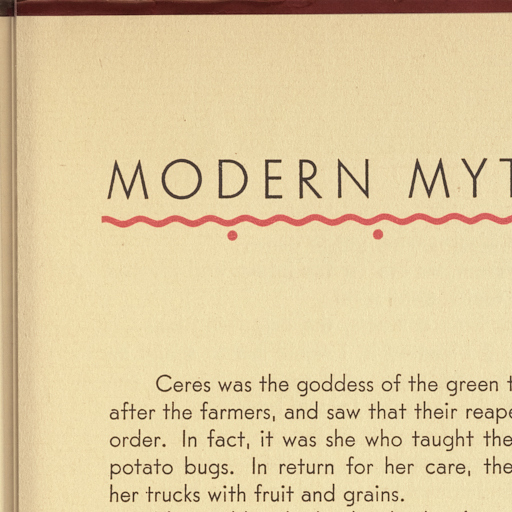 MODERN MYT
Ceres was the goddess of the green t
after the farmers, and saw that their reape
order. In fact, it was she who taught the
potato bugs. In return for her care, the
her trucks with fruit and grains.